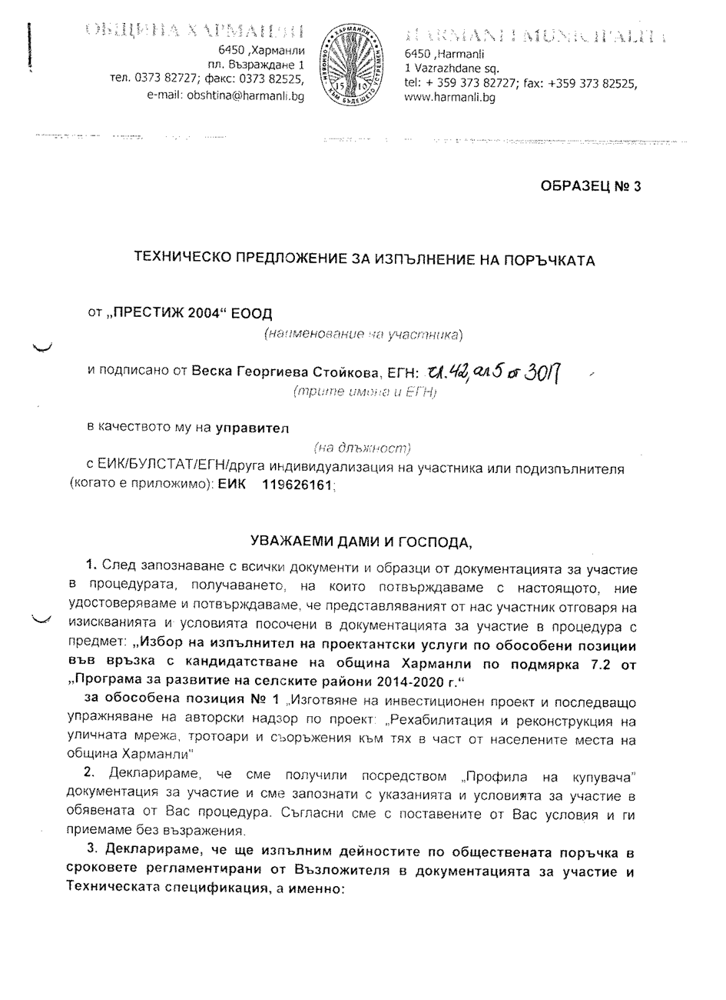 ОБЩИНА ХАРМАНЛИ
6450 ,Харманли
пл. Възраждане 1
тел. 0373 82727; факс: 0373 82525,
e-mail: obshtina@harmanli.bg
ХАРМАНЛИ
ОБНОВЕН
УСТРЕМЕН
КЪМ БЪДЕЩЕТО
1510
HARMANLI MUNICIPALITY
6450 ,Harmanli
1 Vazrazhdane sq.
tel: + 359 373 82727; fax: +359 373 82525,
www.harmanli.bg
ОБРАЗЕЦ № 3
ТЕХНИЧЕСКО ПРЕДЛОЖЕНИЕ ЗА ИЗПЪЛНЕНИЕ НА ПОРЪЧКАТА
от „ПРЕСТИЖ 2004“ ЕООД
(наименование на участника)
и подписано от Веска Георгиева Стойкова, ЕГН: чл.42, ал 5 от ЗОП
(трите имена и ЕГН)
в качеството му на управител
(на длъжност)
с ЕИК/БУЛСТАТ/ЕГН/друга индивидуализация на участника или подизпълнителя
(когато е приложимо): ЕИК 119626161;
УВАЖАЕМИ ДАМИ И ГОСПОДА,
1. След запознаване с всички документи и образци от документацията за участие
в процедурата, получаването, на които потвърждаваме с настоящото, ние
удостоверяваме и потвърждаваме, че представляваният от нас участник отговаря на
изискванията и условията посочени в документацията за участие в процедура с
предмет: „Избор на изпълнител на проектантски услуги по обособени позиции
във връзка с кандидатстване на община Харманли по подмярка 7.2 от
„Програма за развитие на селските райони 2014-2020 г.“
за обособена позиция № 1 „Изготвяне на инвестиционен проект и последващо
упражняване на авторски надзор по проект: „Рехабилитация и реконструкция на
уличната мрежа, тротоари и съоръжения към тях в част от населените места на
община Харманли"
2. Декларираме, че сме получили посредством „Профила на купувача"
документация за участие и сме запознати с указанията и условията за участие в
обявената от Вас процедура. Съгласни сме с поставените от Вас условия и ги
приемаме без възражения.
3. Декларираме, че ще изпълним дейностите по обществената поръчка в
сроковете регламентирани от Възложителя в документацията за участие и
Техническата спецификация, а именно: